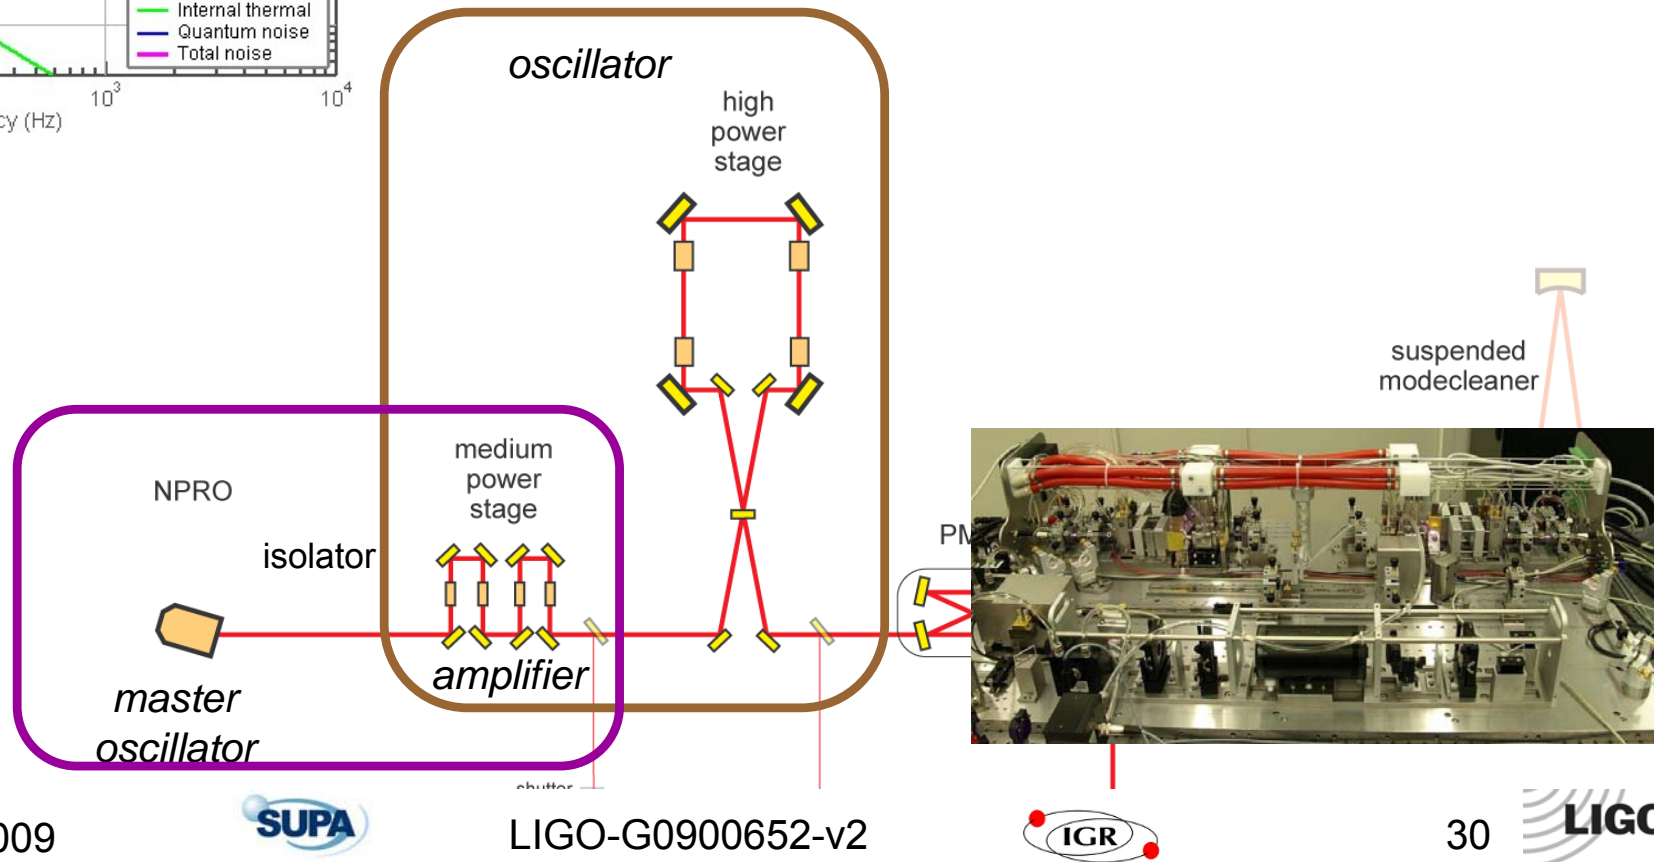 Internal thermal
Quantum noise
Total noise
10³
10⁴
cy (Hz)
oscillator
high
power
stage
suspended
modecleaner
medium
power
stage
NPRO
isolator
PM
amplifier
master
oscillator
shutter
009
SUPA
LIGO-G0900652-v2
IGR
30
LIGO